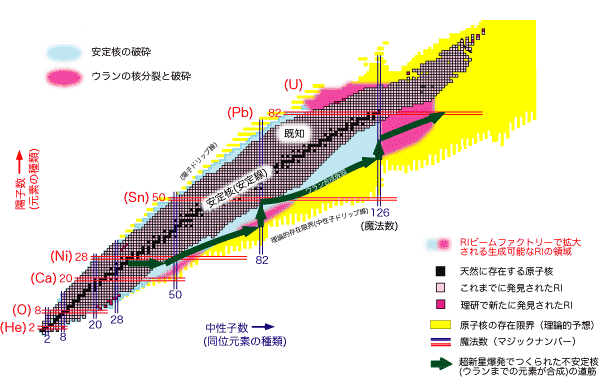 安定核の破砕
ウランの核分裂と破砕
陽子数 →
(元素の種類)
(U)
(Pb) 82
(Sn) 50
(Ni) 28
(Ca) 20
(O) 8
(He) 2
既知
(陽子ドリップ線)
安定核(安定線)
ウラン合成経路
理論的存在限界(中性子ドリップ線)
2
8
20
28
50
82
126
(魔法数)
中性子数 →
(同位元素の種類)
RIビームファクトリーで拡大
される生成可能なRIの領域
天然に存在する原子核
これまでに発見されたRI
理研で新たに発見されたRI
原子核の存在限界（理論的予想）
魔法数（マジックナンバー）
超新星爆発でつくられた不安定核
(ウランまでの元素が合成)の道筋